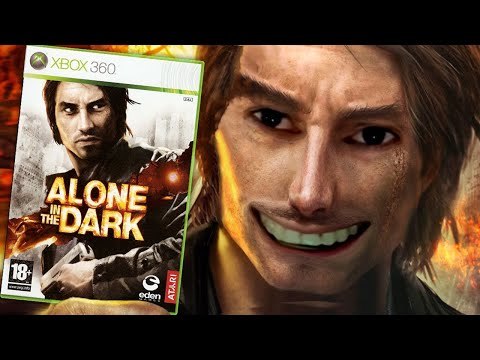 XBOX 360
ALONE
IN THE
DARK
18+
eden
ATARI